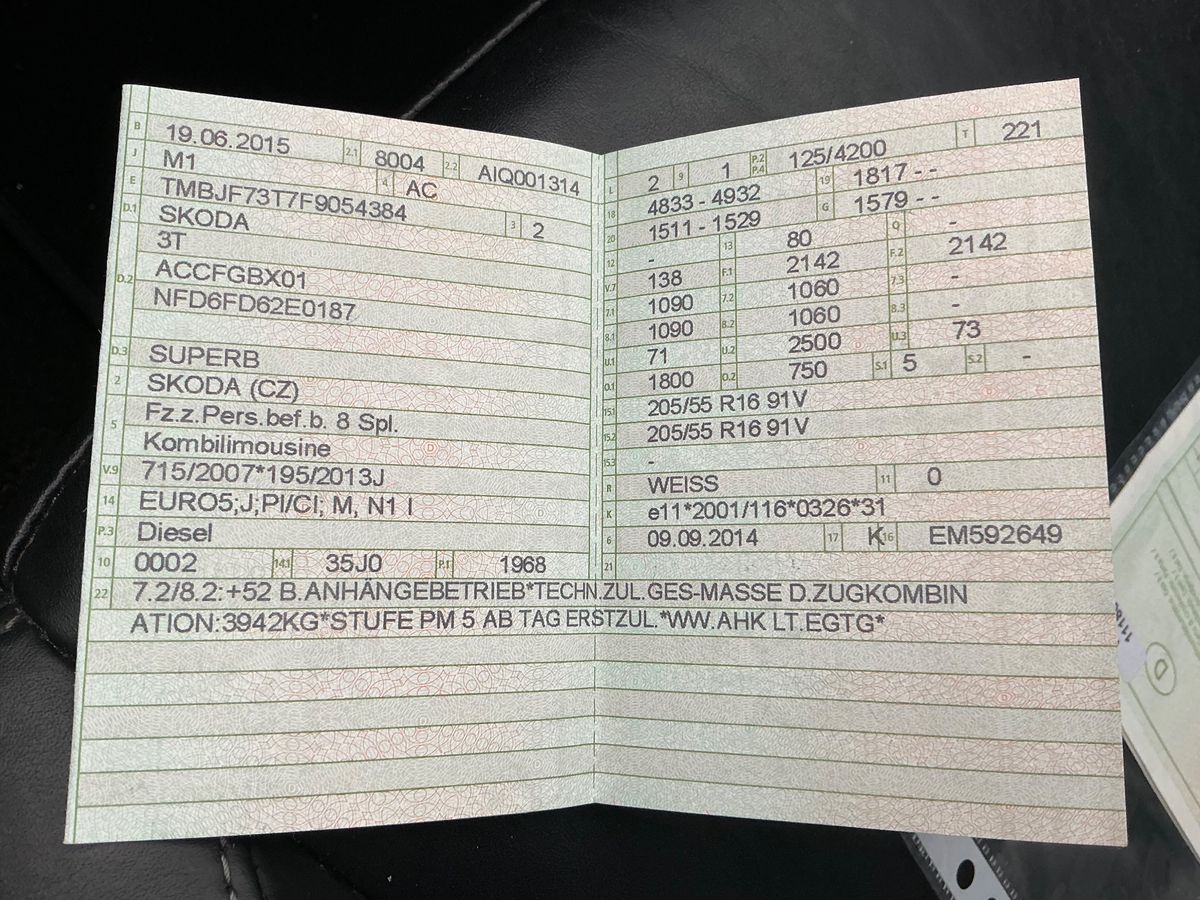 B 19.06.2015 2.1 8004 2.2 AIQ001314
J M1 4 AC
E TMBJF73T7F9054384 3 2
D.1 SKODA
3T
D.2 ACCFGBX01
NFD6FD62E0187
D.3 SUPERB
2 SKODA (CZ)
5 Fz.z.Pers.bef.b. 8 Spl.
Kombilimousine
V.9 715/2007*195/2013J
14 EURO5;J;PI/CI; M, N1 I
P.3 Diesel
10 0002 14.1 35J0 P.1 1968
L 2 9 1 P.2 P.4 125/4200 T 221
18 4833 - 4932 19 1817 - -
20 1511 - 1529 G 1579 - -
12 - 13 80 Q -
V.7 138 F.1 2142 F.2 2142
7.1 1090 7.2 1060 7.3 -
8.1 1090 8.2 1060 8.3 -
U.1 71 U.2 2500 U.3 73
O.1 1800 O.2 750 S.1 5 S.2 -
15.1 205/55 R16 91V
15.2 205/55 R16 91V
15.3 -
R WEISS 11 0
K e11*2001/116*0326*31
6 09.09.2014 17 K 16 EM592649
21
22 7.2/8.2:+52 B.ANHÄNGEBETRIEB*TECHN.ZUL.GES-MASSE D.ZUGKOMBIN
ATION:3942KG*STUFE PM 5 AB TAG ERSTZUL.*WW.AHK LT.EGTG*
D